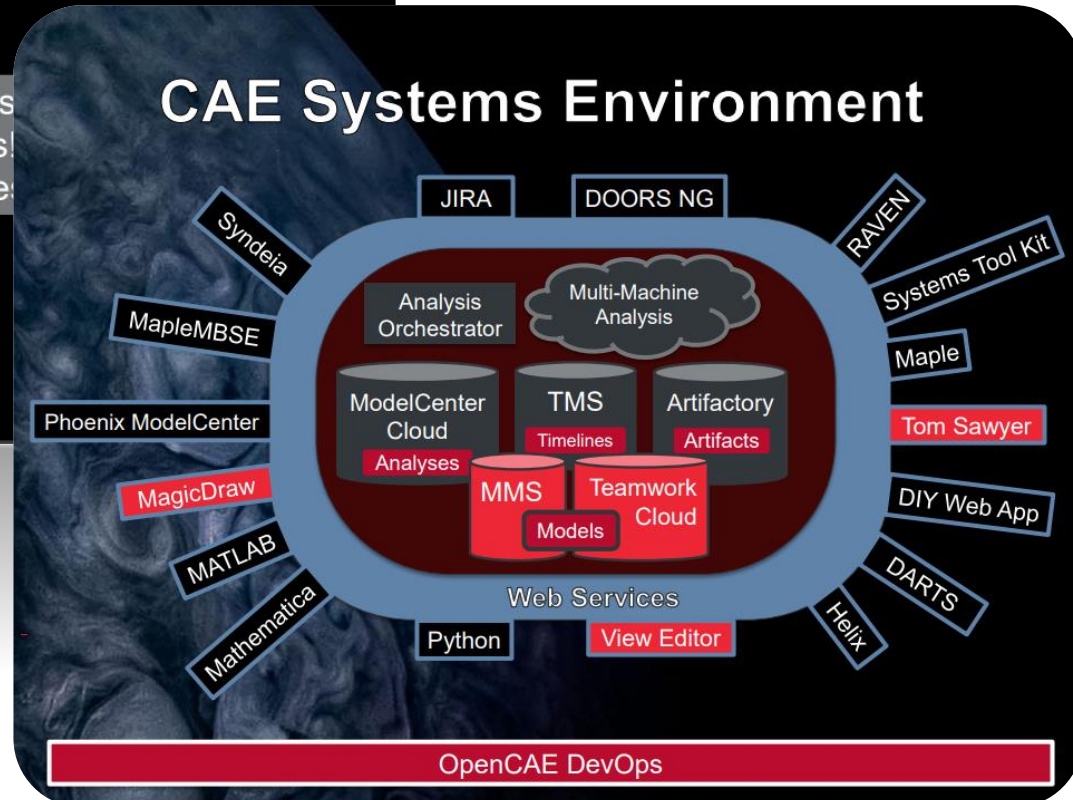 CAE Systems Environment
JIRA
DOORS NG
Syndeia
RAVEN
MapleMBSE
Systems Tool Kit
Analysis
Orchestrator
Multi-Machine
Analysis
Maple
Phoenix ModelCenter
ModelCenter
Cloud
Analyses
TMS
Timelines
Artifactory
Artifacts
Tom Sawyer
MagicDraw
MMS
Teamwork
Cloud
Models
DIY Web App
MATLAB
DARTS
Mathematica
Web Services
Helix
Python
View Editor
OpenCAE DevOps